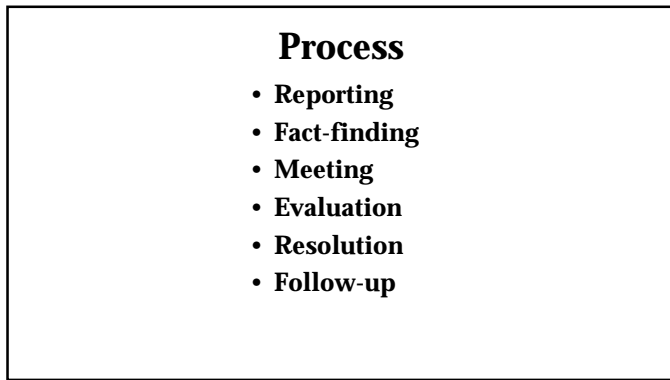 Process
• Reporting
• Fact-finding
• Meeting
• Evaluation
• Resolution
• Follow-up